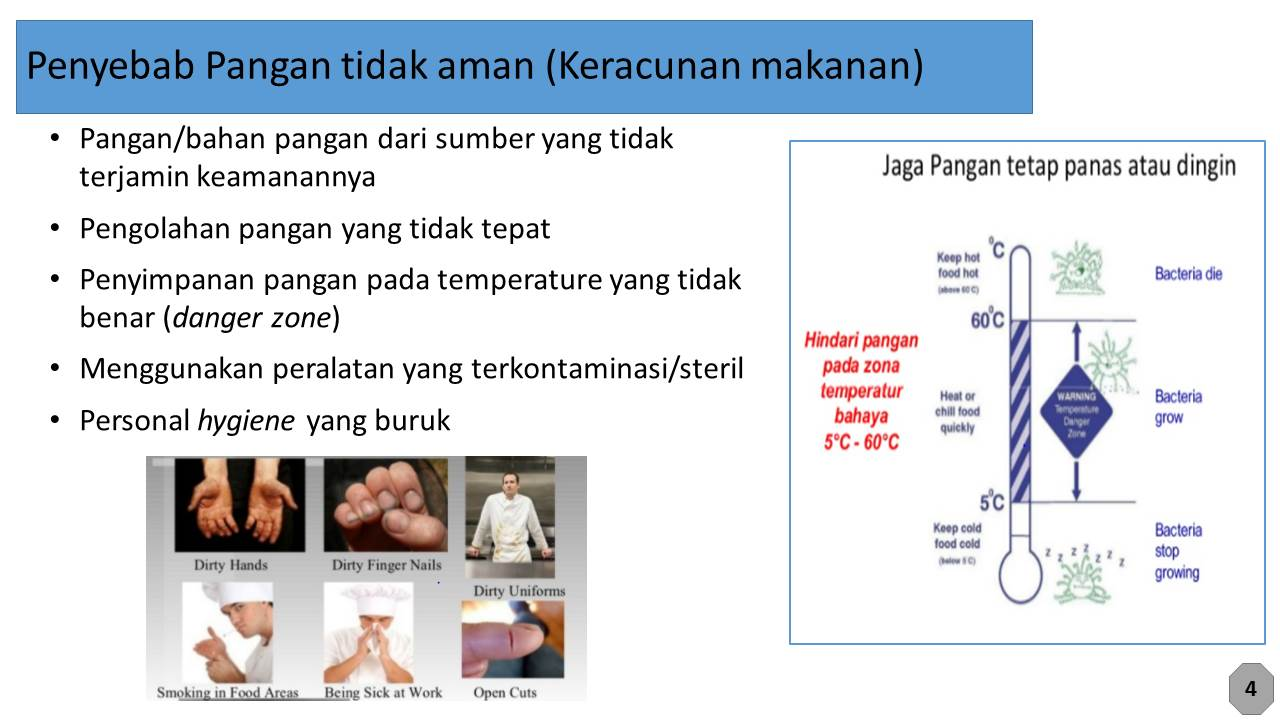 Penyebab Pangan tidak aman (Keracunan makanan)
• Pangan/bahan pangan dari sumber yang tidak
terjamin keamanannya
• Pengolahan pangan yang tidak tepat
• Penyimpanan pangan pada temperature yang tidak
benar (danger zone)
• Menggunakan peralatan yang terkontaminasi/steril
• Personal hygiene yang buruk
Dirty Hands
Dirty Finger Nails
Dirty Uniforms
Smoking in Food Areas
Being Sick at Work
Open Cuts
Jaga Pangan tetap panas atau dingin
°C
Keep hot
food hot
(above 60°C)
Bacteria die
60°C
Hindari pangan
pada zona
temperatur
bahaya
5°C - 60°C
Heat or
chill food
quickly
WARNING
Temperature
Danger
Zone
Bacteria
grow
5°C
Keep cold
food cold
(below 5°C)
z z z z z z z
Bacteria
stop
growing
4